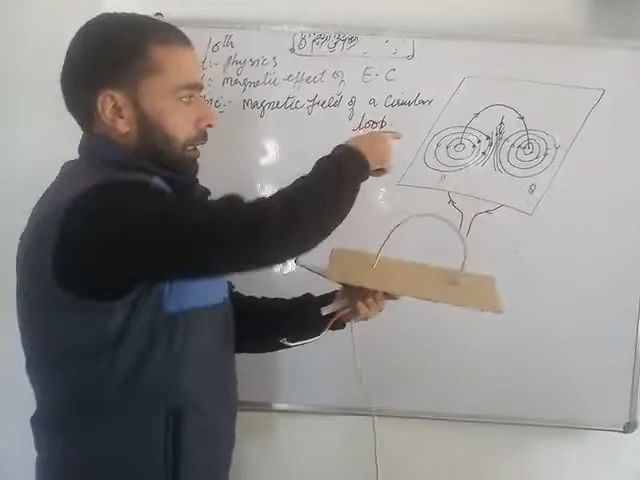 10th
:- physics
:- magnetic effect of E.C
:- Magnetic field of a Circular
loop.
P
Q